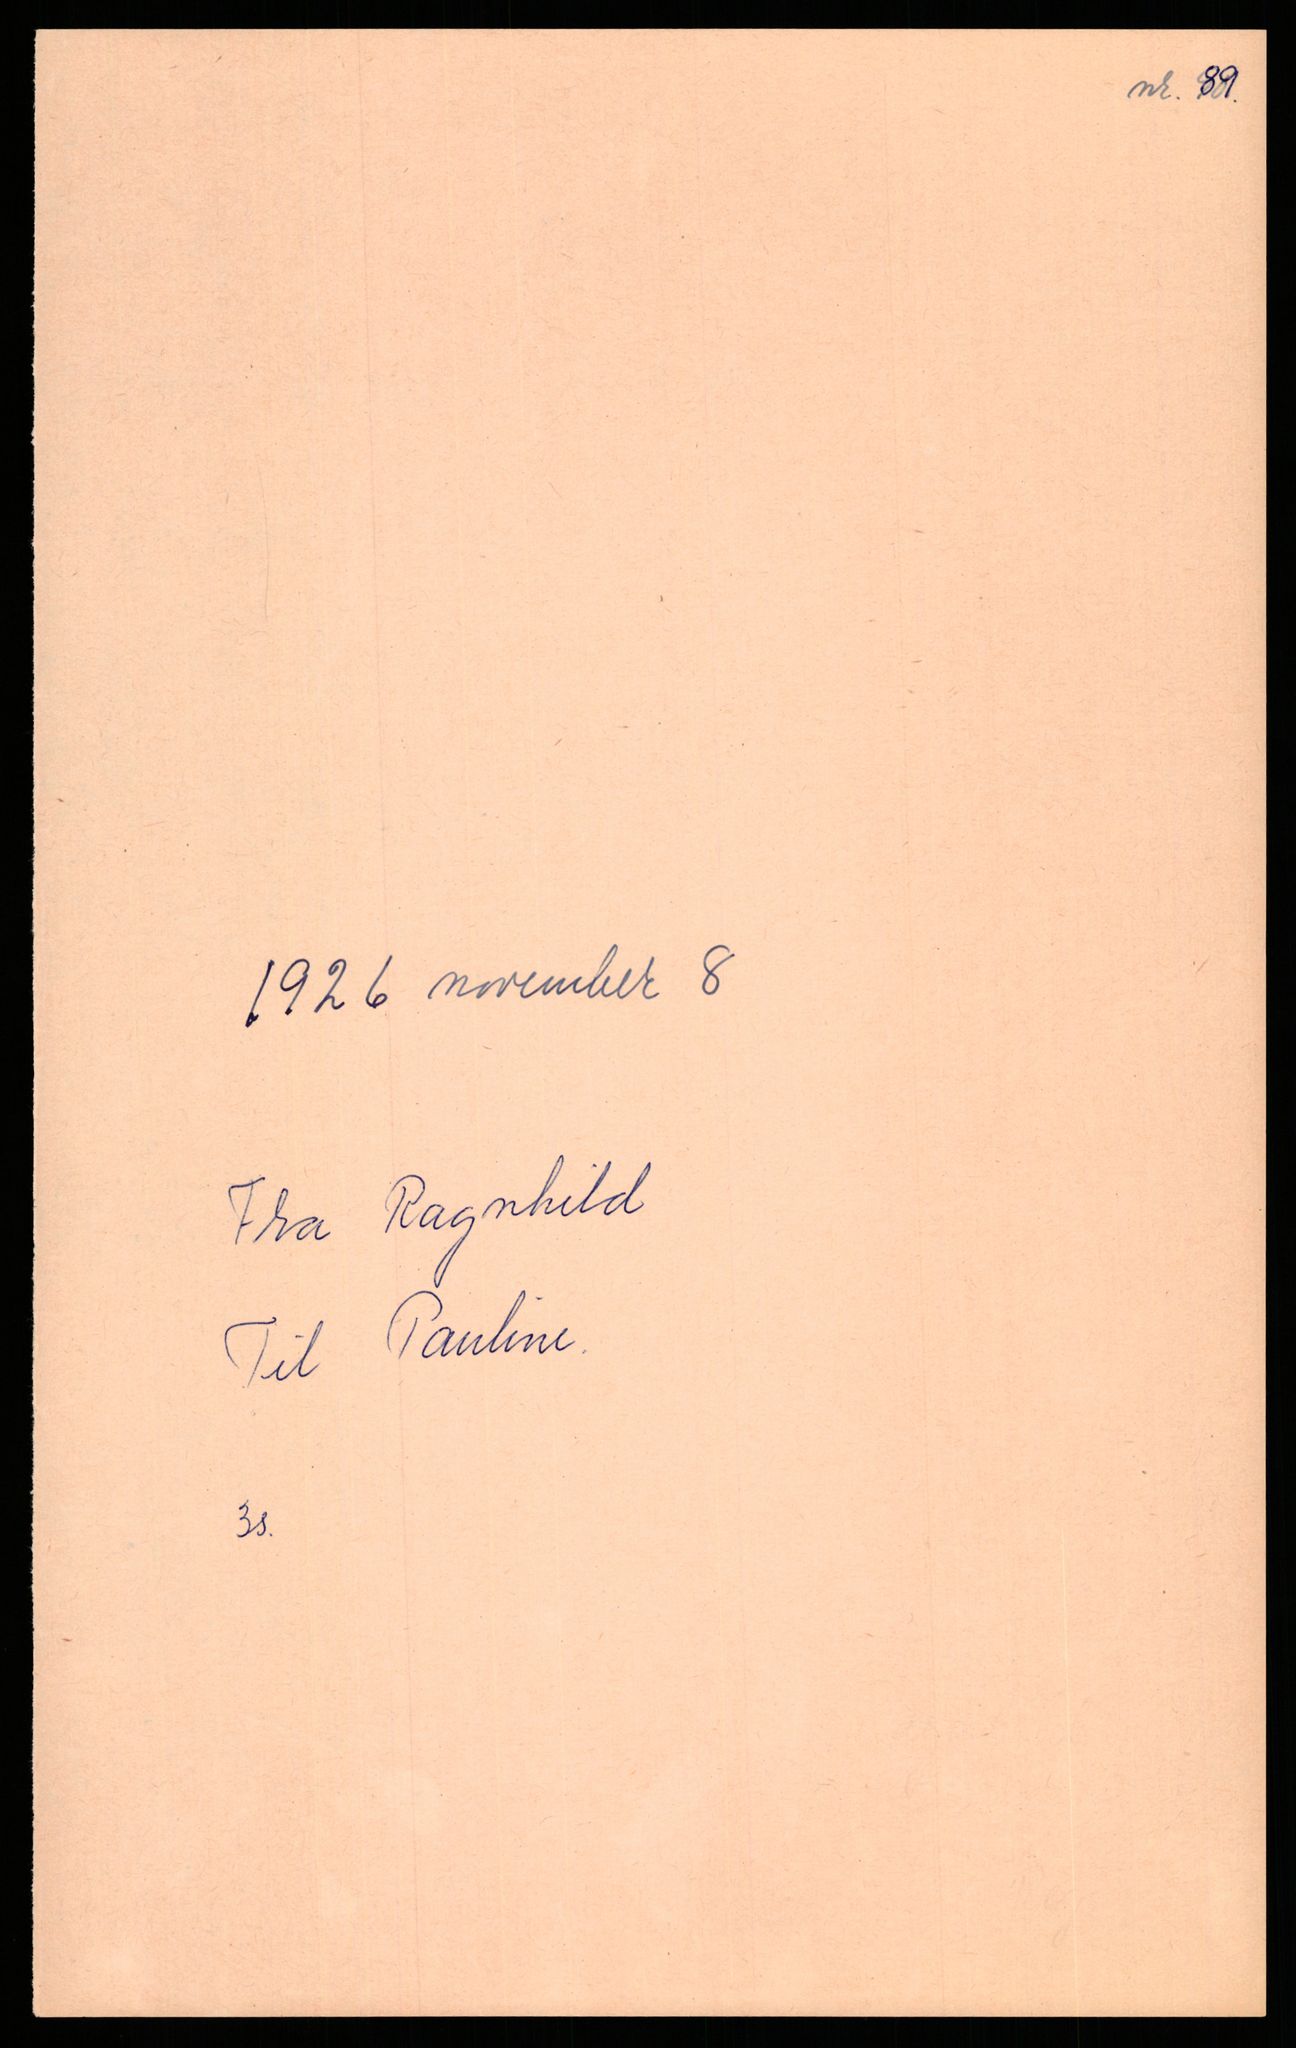 nr. 89.
1926 november 8
Fra Ragnhild
Til Pauline.
3s.